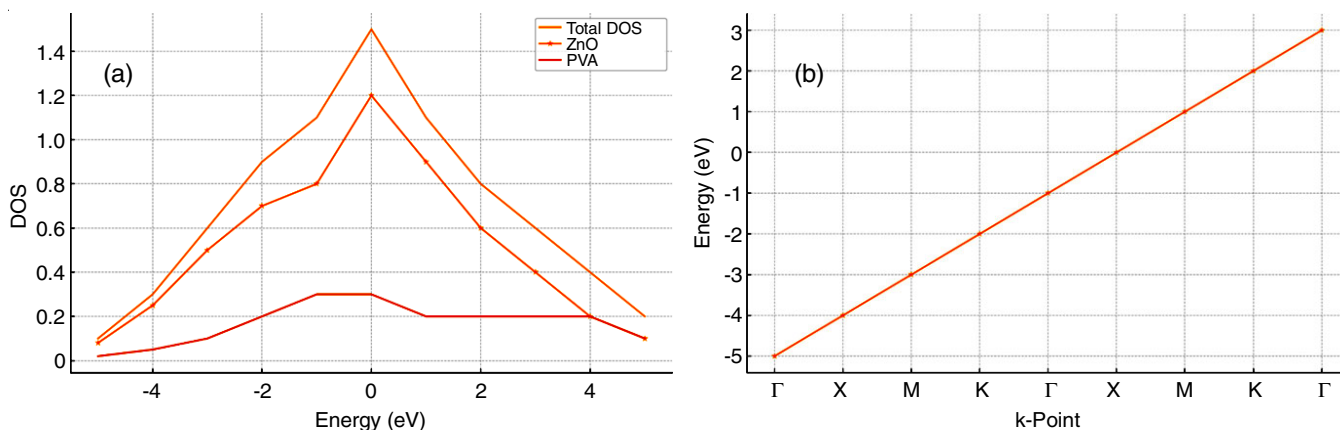 (a)
Total DOS
ZnO
PVA
DOS
1.4
1.2
1.0
0.8
0.6
0.4
0.2
0
-4 -2 0 2 4
Energy (eV)
(b)
Energy (eV)
3
2
1
0
-1
-2
-3
-4
-5
Γ X M K Γ X M K Γ
k-Point